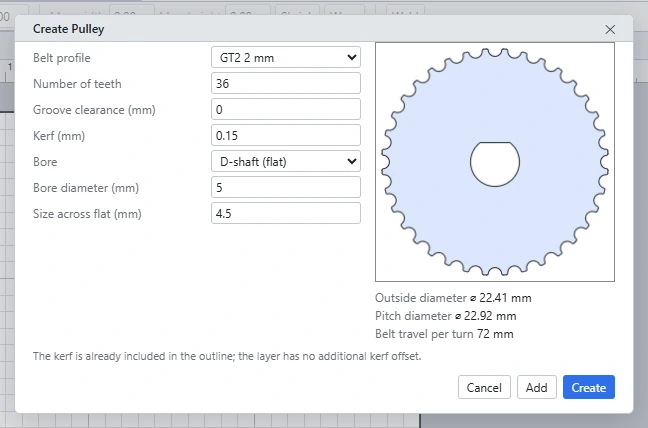 Create Pulley
Belt profile GT2 2 mm
Number of teeth 36
Groove clearance (mm) 0
Kerf (mm) 0.15
Bore D-shaft (flat)
Bore diameter (mm) 5
Size across flat (mm) 4.5
Outside diameter ⌀ 22.41 mm
Pitch diameter ⌀ 22.92 mm
Belt travel per turn 72 mm
The kerf is already included in the outline; the layer has no additional kerf offset.
Cancel Add Create